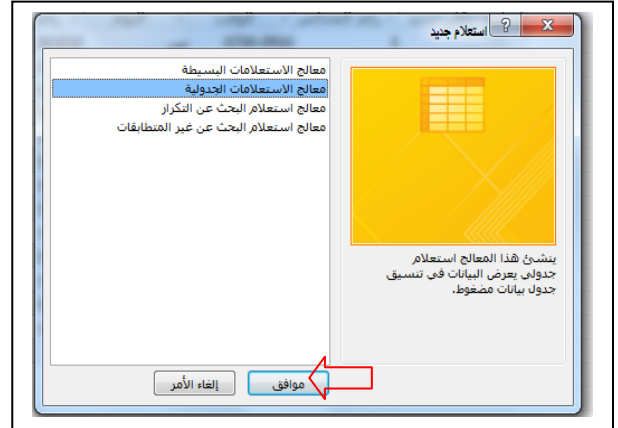 استعلام جديد
معالج الاستعلامات البسيطة
معالج الاستعلامات الجدولية
معالج استعلام البحث عن التكرار
معالج استعلام البحث عن غير المتطابقات
ينشئ هذا المعالج استعلام
جدولي يعرض البيانات في تنسيق
جدول بيانات مضغوط.
موافق
إلغاء الأمر